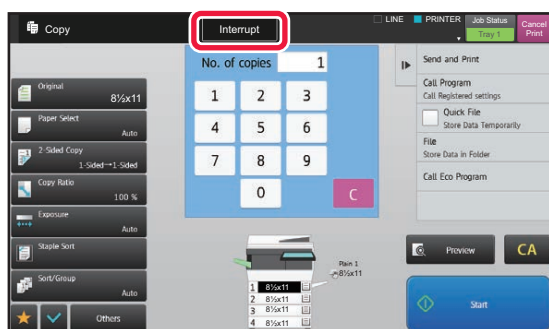 Copy
Interrupt
LINE
PRINTER
Job Status
Tray 1
Cancel
Print
No. of copies 1
Original
8½x11
Paper Select
Auto
2-Sided Copy
1-Sided→1-Sided
Copy Ratio
100 %
Exposure
Auto
Staple Sort
Sort/Group
Auto
Others
1 2 3
4 5 6
7 8 9
0 C
Plain 1
8½x11
1 8½x11
2 8½x11
3 8½x11
4 8½x11
Send and Print
Call Program
Call Registered settings
Quick File
Store Data Temporarily
File
Store Data in Folder
Call Eco Program
Preview
CA
Start